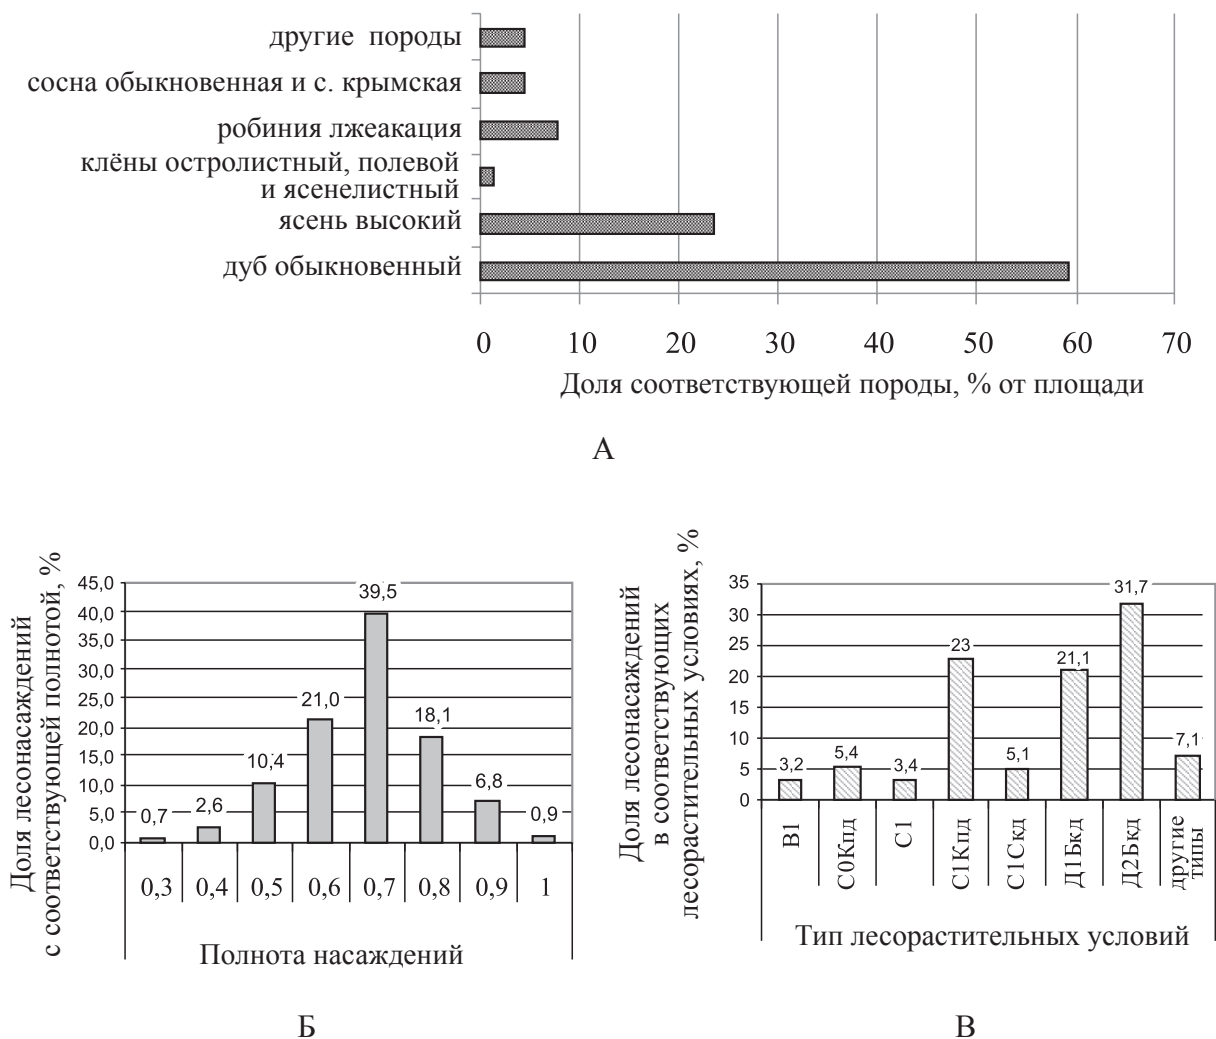 другие породы
сосна обыкновенная и с. крымская
робиния лжеакация
клёны остролистный, полевой
и ясенелистный
ясень высокий
дуб обыкновенный
0 10 20 30 40 50 60 70
Доля соответствующей породы, % от площади
А
Доля лесонасаждений
с соответствующей полнотой, %
45,0
40,0
35,0
30,0
25,0
20,0
15,0
10,0
5,0
0,0
0,7
2,6
10,4
21,0
39,5
18,1
6,8
0,9
0,3 0,4 0,5 0,6 0,7 0,8 0,9 1
Полнота насаждений
Б
Доля лесонасаждений
в соответствующих
лесорастительных условиях, %
35
30
25
20
15
10
5
0
3,2
5,4
3,4
23
5,1
21,1
31,7
7,1
В1
С0Кпд
С1
С1Кпд
С1Скд
Д1Бкд
Д2Бкд
другие
типы
Тип лесорастительных условий
В